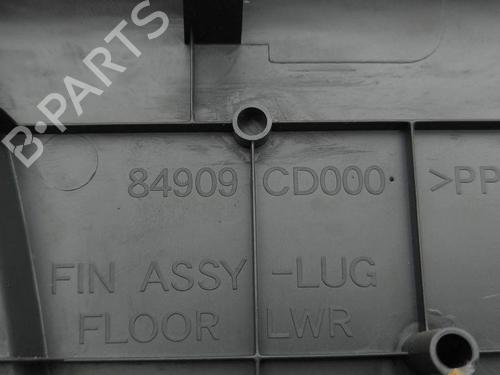 B-PARTS
84909 CD000 >PP
FIN ASSY -LUG
FLOOR LWR